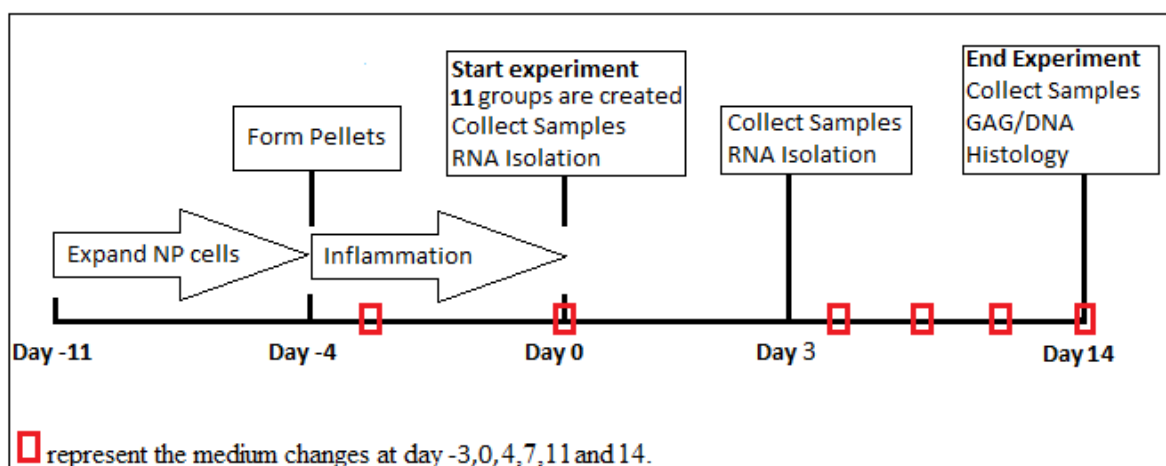 Form Pellets
Start experiment
11 groups are created
Collect Samples
RNA Isolation
Collect Samples
RNA Isolation
End Experiment
Collect Samples
GAG/DNA
Histology
Expand NP cells
Inflammation
Day -11
Day -4
Day 0
Day 3
Day 14
represent the medium changes at day -3,0,4,7,11 and 14.